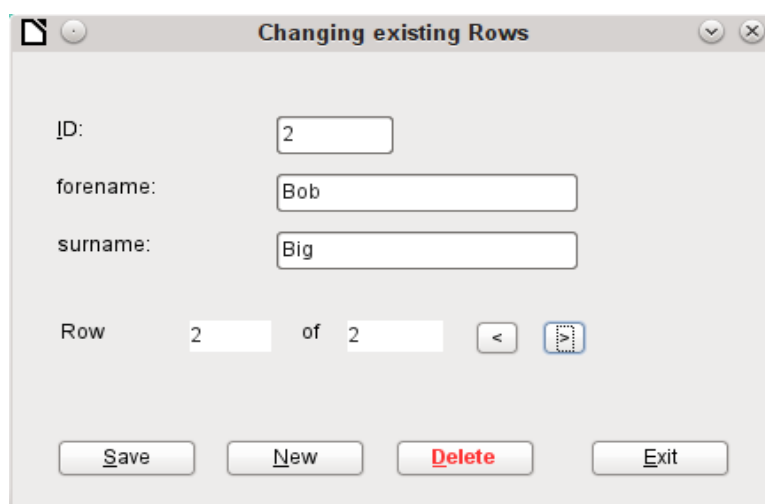 Changing existing Rows
ID: 2
forename: Bob
surname: Big
Row 2 of 2 < >
Save New Delete Exit